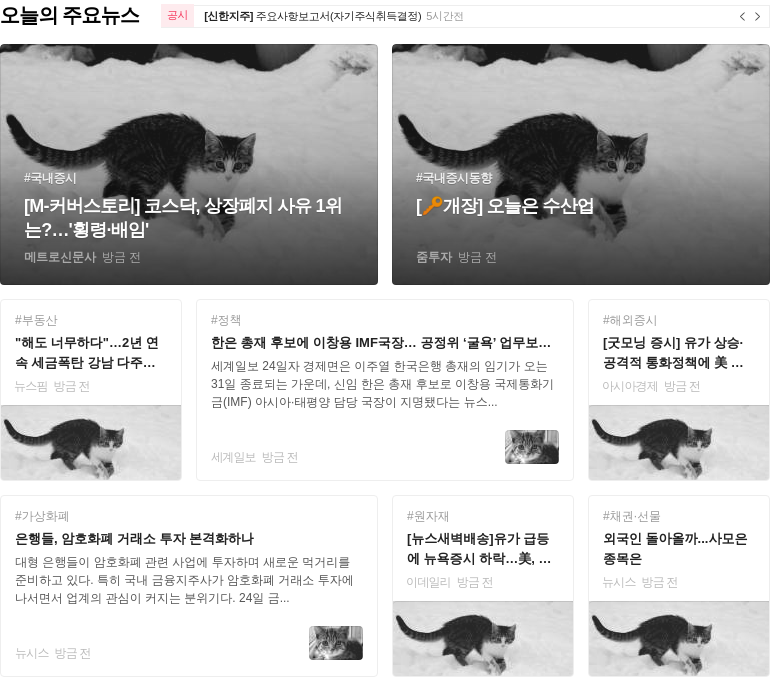 오늘의 주요뉴스
공시 [신한지주] 주요사항보고서(자기주식취득결정) 5시간전
#국내증시
[M-커버스토리] 코스닥, 상장폐지 사유 1위
는?…'횡령·배임'
메트로신문사 방금 전
#국내증시동향
[🔑개장] 오늘은 수산업
줌투자 방금 전
#부동산
"해도 너무하다"…2년 연
속 세금폭탄 강남 다주…
뉴스핌 방금 전
#정책
한은 총재 후보에 이창용 IMF국장… 공정위 ‘굴욕’ 업무보…
세계일보 24일자 경제면은 이주열 한국은행 총재의 임기가 오는
31일 종료되는 가운데, 신임 한은 총재 후보로 이창용 국제통화기
금(IMF) 아시아·태평양 담당 국장이 지명됐다는 뉴스...
세계일보 방금 전
#해외증시
[굿모닝 증시] 유가 상승·
공격적 통화정책에 美 …
아시아경제 방금 전
#가상화폐
은행들, 암호화폐 거래소 투자 본격화하나
대형 은행들이 암호화폐 관련 사업에 투자하며 새로운 먹거리를
준비하고 있다. 특히 국내 금융지주사가 암호화폐 거래소 투자에
나서면서 업계의 관심이 커지는 분위기다. 24일 금...
뉴시스 방금 전
#원자재
[뉴스새벽배송]유가 급등
에 뉴욕증시 하락…美, …
이데일리 방금 전
#채권·선물
외국인 돌아올까...사모은
종목은
뉴시스 방금 전